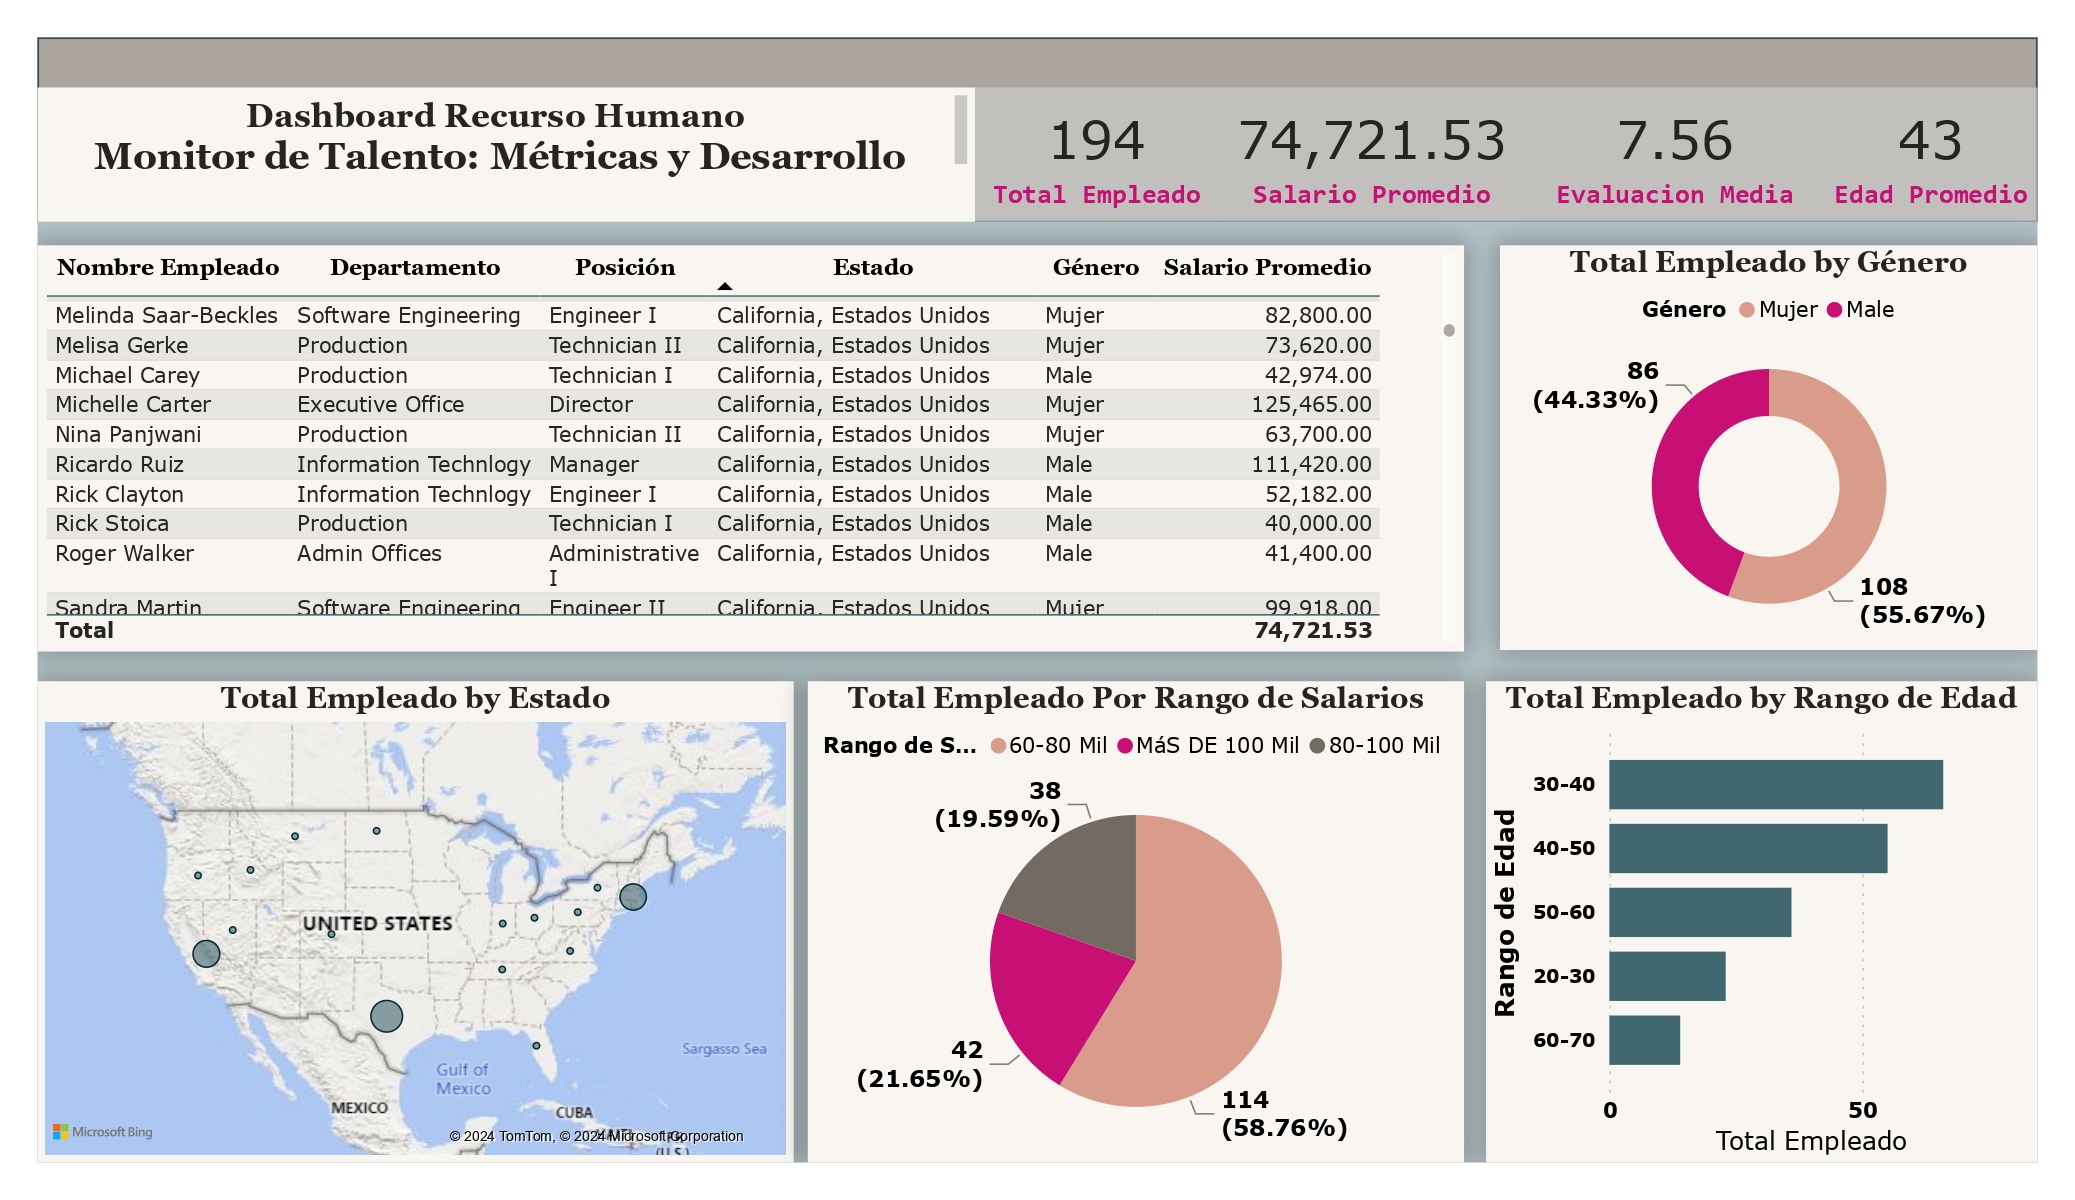 Dashboard Recurso Humano
Monitor de Talento: Métricas y Desarrollo
194
Total Empleado
74,721.53
Salario Promedio
7.56
Evaluacion Media
43
Edad Promedio
Nombre Empleado Departamento Posición Estado Género Salario Promedio
Melinda Saar-Beckles Software Engineering Engineer I California, Estados Unidos Mujer 82,800.00
Melisa Gerke Production Technician II California, Estados Unidos Mujer 73,620.00
Michael Carey Production Technician I California, Estados Unidos Male 42,974.00
Michelle Carter Executive Office Director California, Estados Unidos Mujer 125,465.00
Nina Panjwani Production Technician II California, Estados Unidos Mujer 63,700.00
Ricardo Ruiz Information Technlogy Manager California, Estados Unidos Male 111,420.00
Rick Clayton Information Technlogy Engineer I California, Estados Unidos Male 52,182.00
Rick Stoica Production Technician I California, Estados Unidos Male 40,000.00
Roger Walker Admin Offices Administrative California, Estados Unidos Male 41,400.00
I
Sandra Martin Software Engineering Engineer II California, Estados Unidos Mujer 99,918.00
Total 74,721.53
Total Empleado by Género
Género Mujer Male
86
(44.33%)
108
(55.67%)
Total Empleado by Estado
UNITED STATES
Sargasso Sea
Gulf of
Mexico
MEXICO
CUBA
Microsoft Bing
© 2024 TomTom, © 2024 Microsoft Corporation
(U.S.)
Total Empleado Por Rango de Salarios
Rango de S... 60-80 Mil MáS DE 100 Mil 80-100 Mil
38
(19.59%)
42
(21.65%)
114
(58.76%)
Total Empleado by Rango de Edad
Rango de Edad
30-40
40-50
50-60
20-30
60-70
0 50
Total Empleado